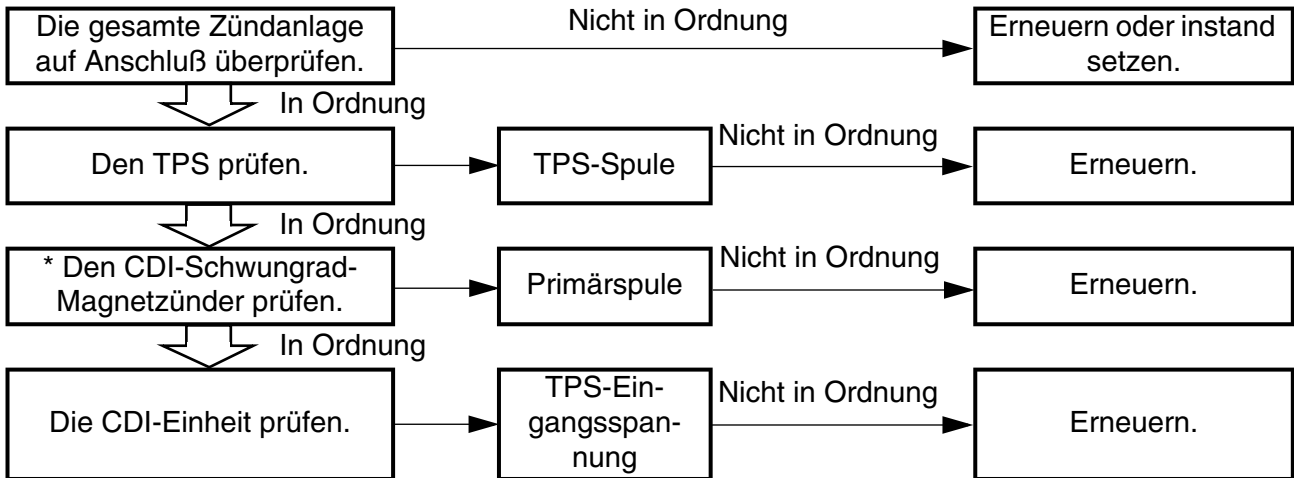 Die gesamte Zündanlage
auf Anschluß überprüfen.
Nicht in Ordnung
Erneuern oder instand
setzen.
In Ordnung
Den TPS prüfen.
TPS-Spule
Nicht in Ordnung
Erneuern.
In Ordnung
* Den CDI-Schwungrad-
Magnetzünder prüfen.
Primärspule
Nicht in Ordnung
Erneuern.
In Ordnung
Die CDI-Einheit prüfen.
TPS-Ein-
gangsspan-
nung
Nicht in Ordnung
Erneuern.